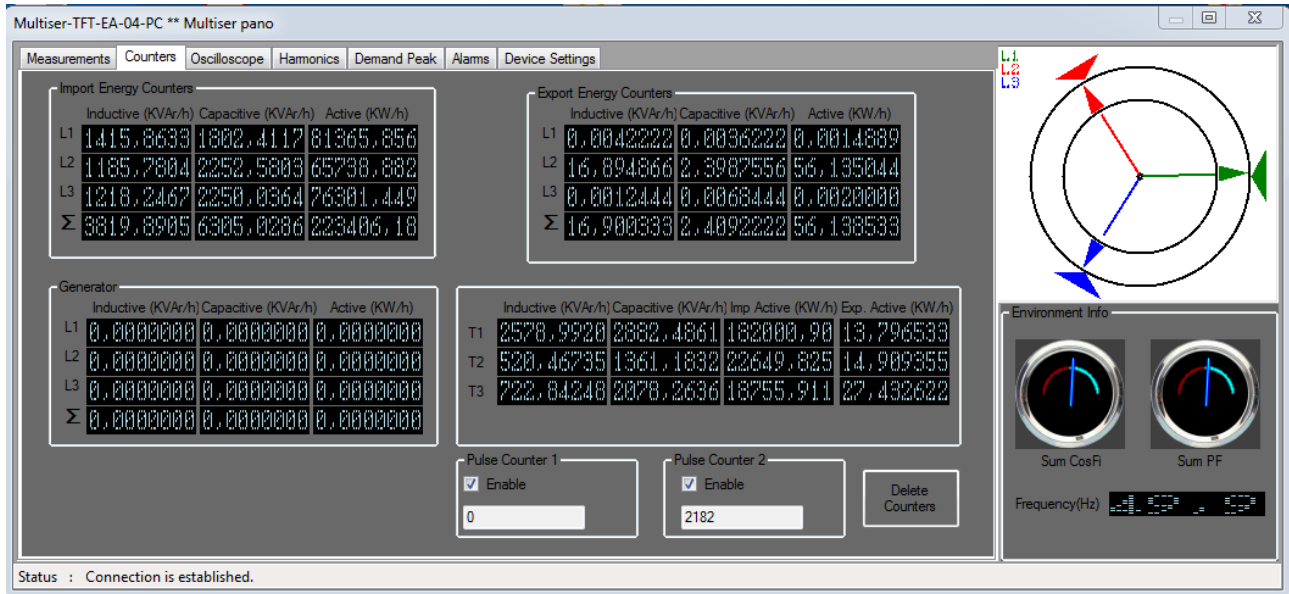 Multiser-TFT-EA-04-PC ** Multiser pano
Measurements Counters Oscilloscope Harmonics Demand Peak Alarms Device Settings
Import Energy Counters
Inductive (KVAr/h) Capacitive (KVAr/h) Active (KW/h)
L1 1415,8633 1802,4117 81365,856
L2 1185,7804 2252,5803 65738,882
L3 1218,2467 2250,0364 76301,449
Σ 3819,8905 6305,0286 223406,18
Export Energy Counters
Inductive (KVAr/h) Capacitive (KVAr/h) Active (KW/h)
L1 0,0042222 0,0036222 0,0014889
L2 16,894866 2,3987556 56,135044
L3 0,0012444 0,0068444 0,0020000
Σ 16,900333 2,4092222 56,138533
Generator
Inductive (KVAr/h) Capacitive (KVAr/h) Active (KW/h)
L1 0,0000000 0,0000000 0,0000000
L2 0,0000000 0,0000000 0,0000000
L3 0,0000000 0,0000000 0,0000000
Σ 0,0000000 0,0000000 0,0000000
Inductive (KVAr/h) Capacitive (KVAr/h) Imp Active (KW/h) Exp. Active (KW/h)
T1 2578,9920 2882,4861 182000,90 13,796533
T2 520,46735 1361,1832 22649,825 14,909355
T3 722,84248 2078,2636 18755,911 27,432622
Pulse Counter 1
Enable
0
Pulse Counter 2
Enable
2182
Delete
Counters
L1
L2
L3
Environment Info
Sum CosFi Sum PF
Frequency(Hz) 49.9
Status : Connection is established.